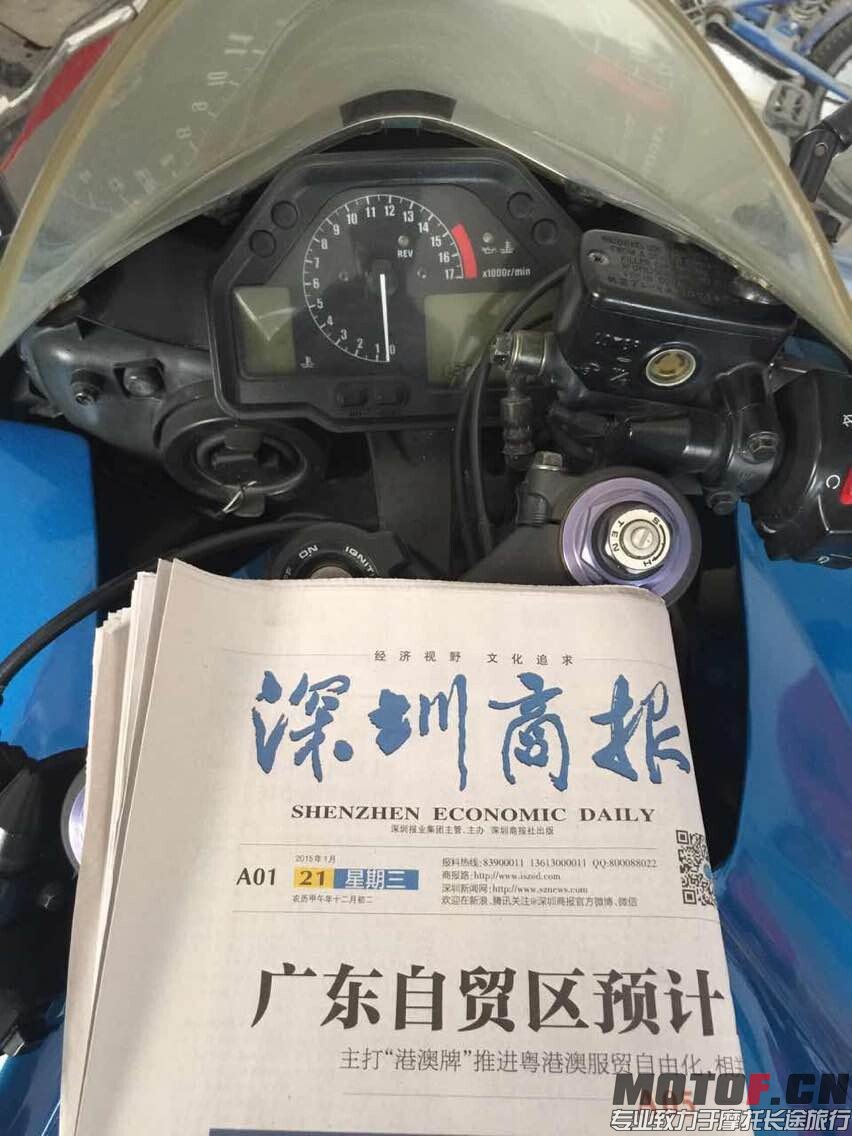 11 12 13
10 14
9 15
8 16
7 17
6
5
4
3
2
1 0
REV
x1000r/min
ON IGNITI
经济视野 文化追求
深圳商报
SHENZHEN ECONOMIC DAILY
深圳报业集团主管、主办 深圳商报社出版
A01
2015年1月
21 星期三
农历甲午年十二月初二
报料热线:83900011 13613000011 QQ:800088022
商报路:http://www.iszoid.com
深圳新闻网:http://www.sznews.com
欢迎在新浪、腾讯关注@深圳商报官方微博、微信
广东自贸区预计
主打“港澳牌”推进粤港澳服贸自由化,相
A05
MOTOF.CN
专业致力于摩托长途旅行